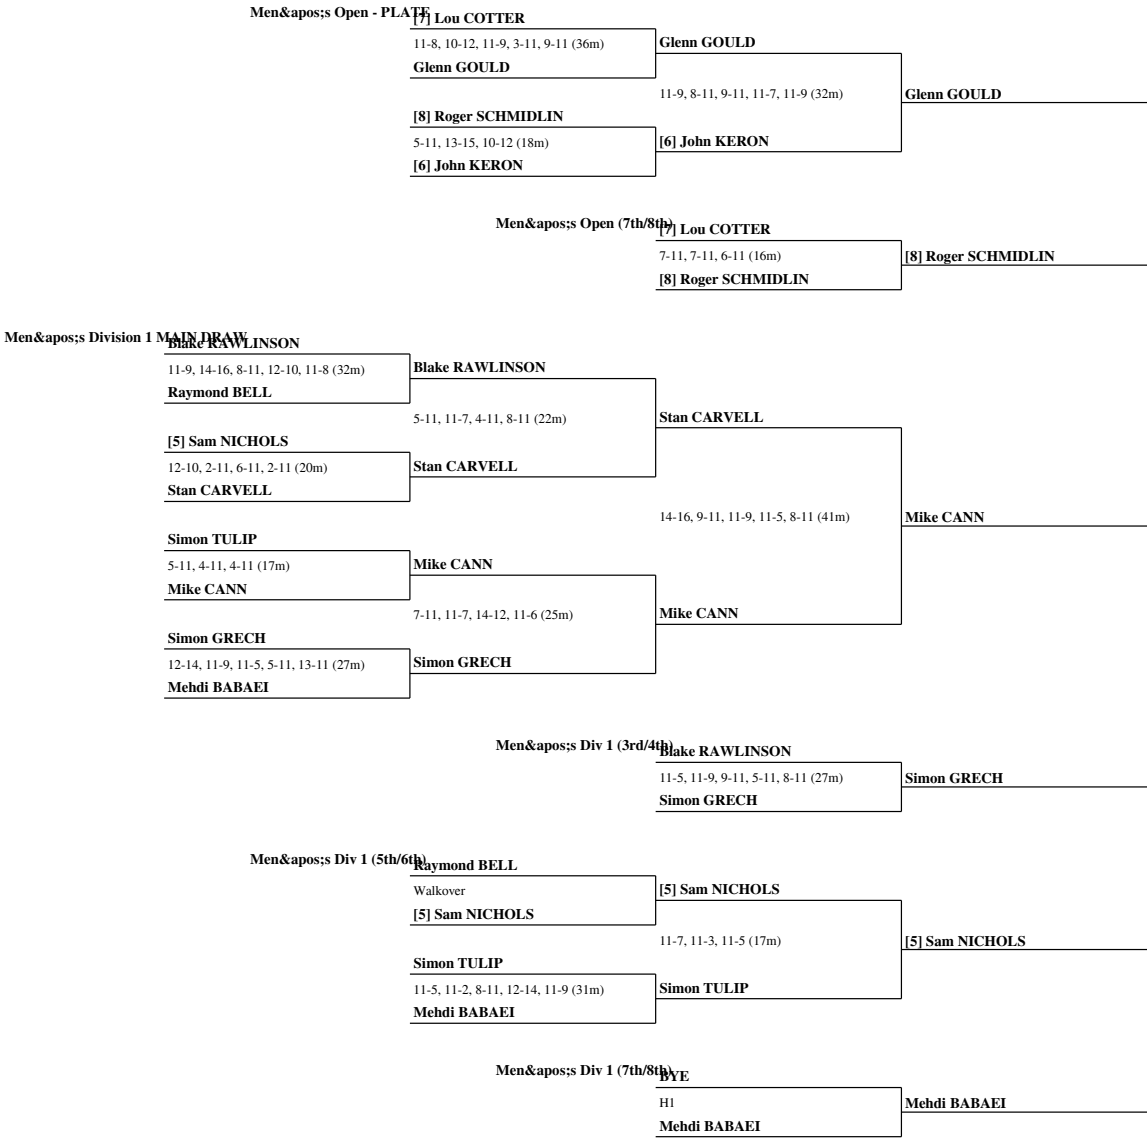 Men&apos;s Open - PLATE
[7] Lou COTTER
11-8, 10-12, 11-9, 3-11, 9-11 (36m)
Glenn GOULD
Glenn GOULD
11-9, 8-11, 9-11, 11-7, 11-9 (32m)
Glenn GOULD
[8] Roger SCHMIDLIN
5-11, 13-15, 10-12 (18m)
[6] John KERON
[6] John KERON
Men&apos;s Open (7th/8th)
[7] Lou COTTER
7-11, 7-11, 6-11 (16m)
[8] Roger SCHMIDLIN
[8] Roger SCHMIDLIN
Men&apos;s Division 1 MAIN DRAW
Blake RAWLINSON
11-9, 14-16, 8-11, 12-10, 11-8 (32m)
Blake RAWLINSON
Raymond BELL
5-11, 11-7, 4-11, 8-11 (22m)
Stan CARVELL
[5] Sam NICHOLS
12-10, 2-11, 6-11, 2-11 (20m)
Stan CARVELL
Stan CARVELL
14-16, 9-11, 11-9, 11-5, 8-11 (41m)
Mike CANN
Simon TULIP
5-11, 4-11, 4-11 (17m)
Mike CANN
Mike CANN
7-11, 11-7, 14-12, 11-6 (25m)
Mike CANN
Simon GRECH
12-14, 11-9, 11-5, 5-11, 13-11 (27m)
Simon GRECH
Mehdi BABAEI
Men&apos;s Div 1 (3rd/4th)
Blake RAWLINSON
11-5, 11-9, 9-11, 5-11, 8-11 (27m)
Simon GRECH
Simon GRECH
Men&apos;s Div 1 (5th/6th)
Raymond BELL
Walkover
[5] Sam NICHOLS
[5] Sam NICHOLS
11-7, 11-3, 11-5 (17m)
[5] Sam NICHOLS
Simon TULIP
11-5, 11-2, 8-11, 12-14, 11-9 (31m)
Simon TULIP
Mehdi BABAEI
Men&apos;s Div 1 (7th/8th)
BYE
H1
Mehdi BABAEI
Mehdi BABAEI